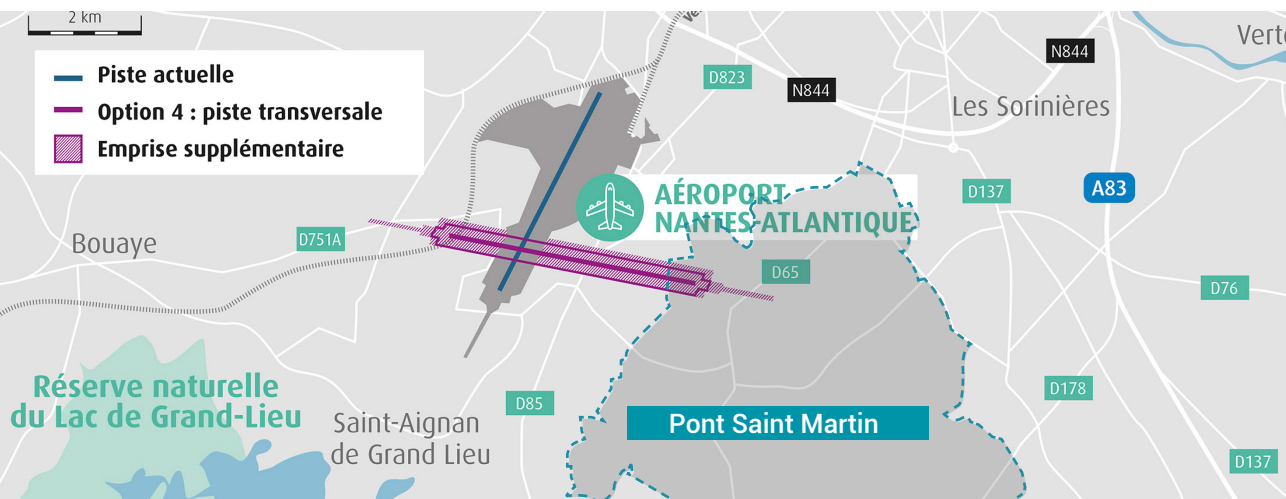 2 km
Piste actuelle
Option 4 : piste transversale
Emprise supplémentaire
Verto
N844
D823
N844
Les Sorinières
AÉROPORT
NANTES-ATLANTIQUE
D137
A83
Bouaye
D751A
D65
D76
Réserve naturelle
du Lac de Grand-Lieu
D178
D85
Saint-Aignan
de Grand Lieu
Pont Saint Martin
D137